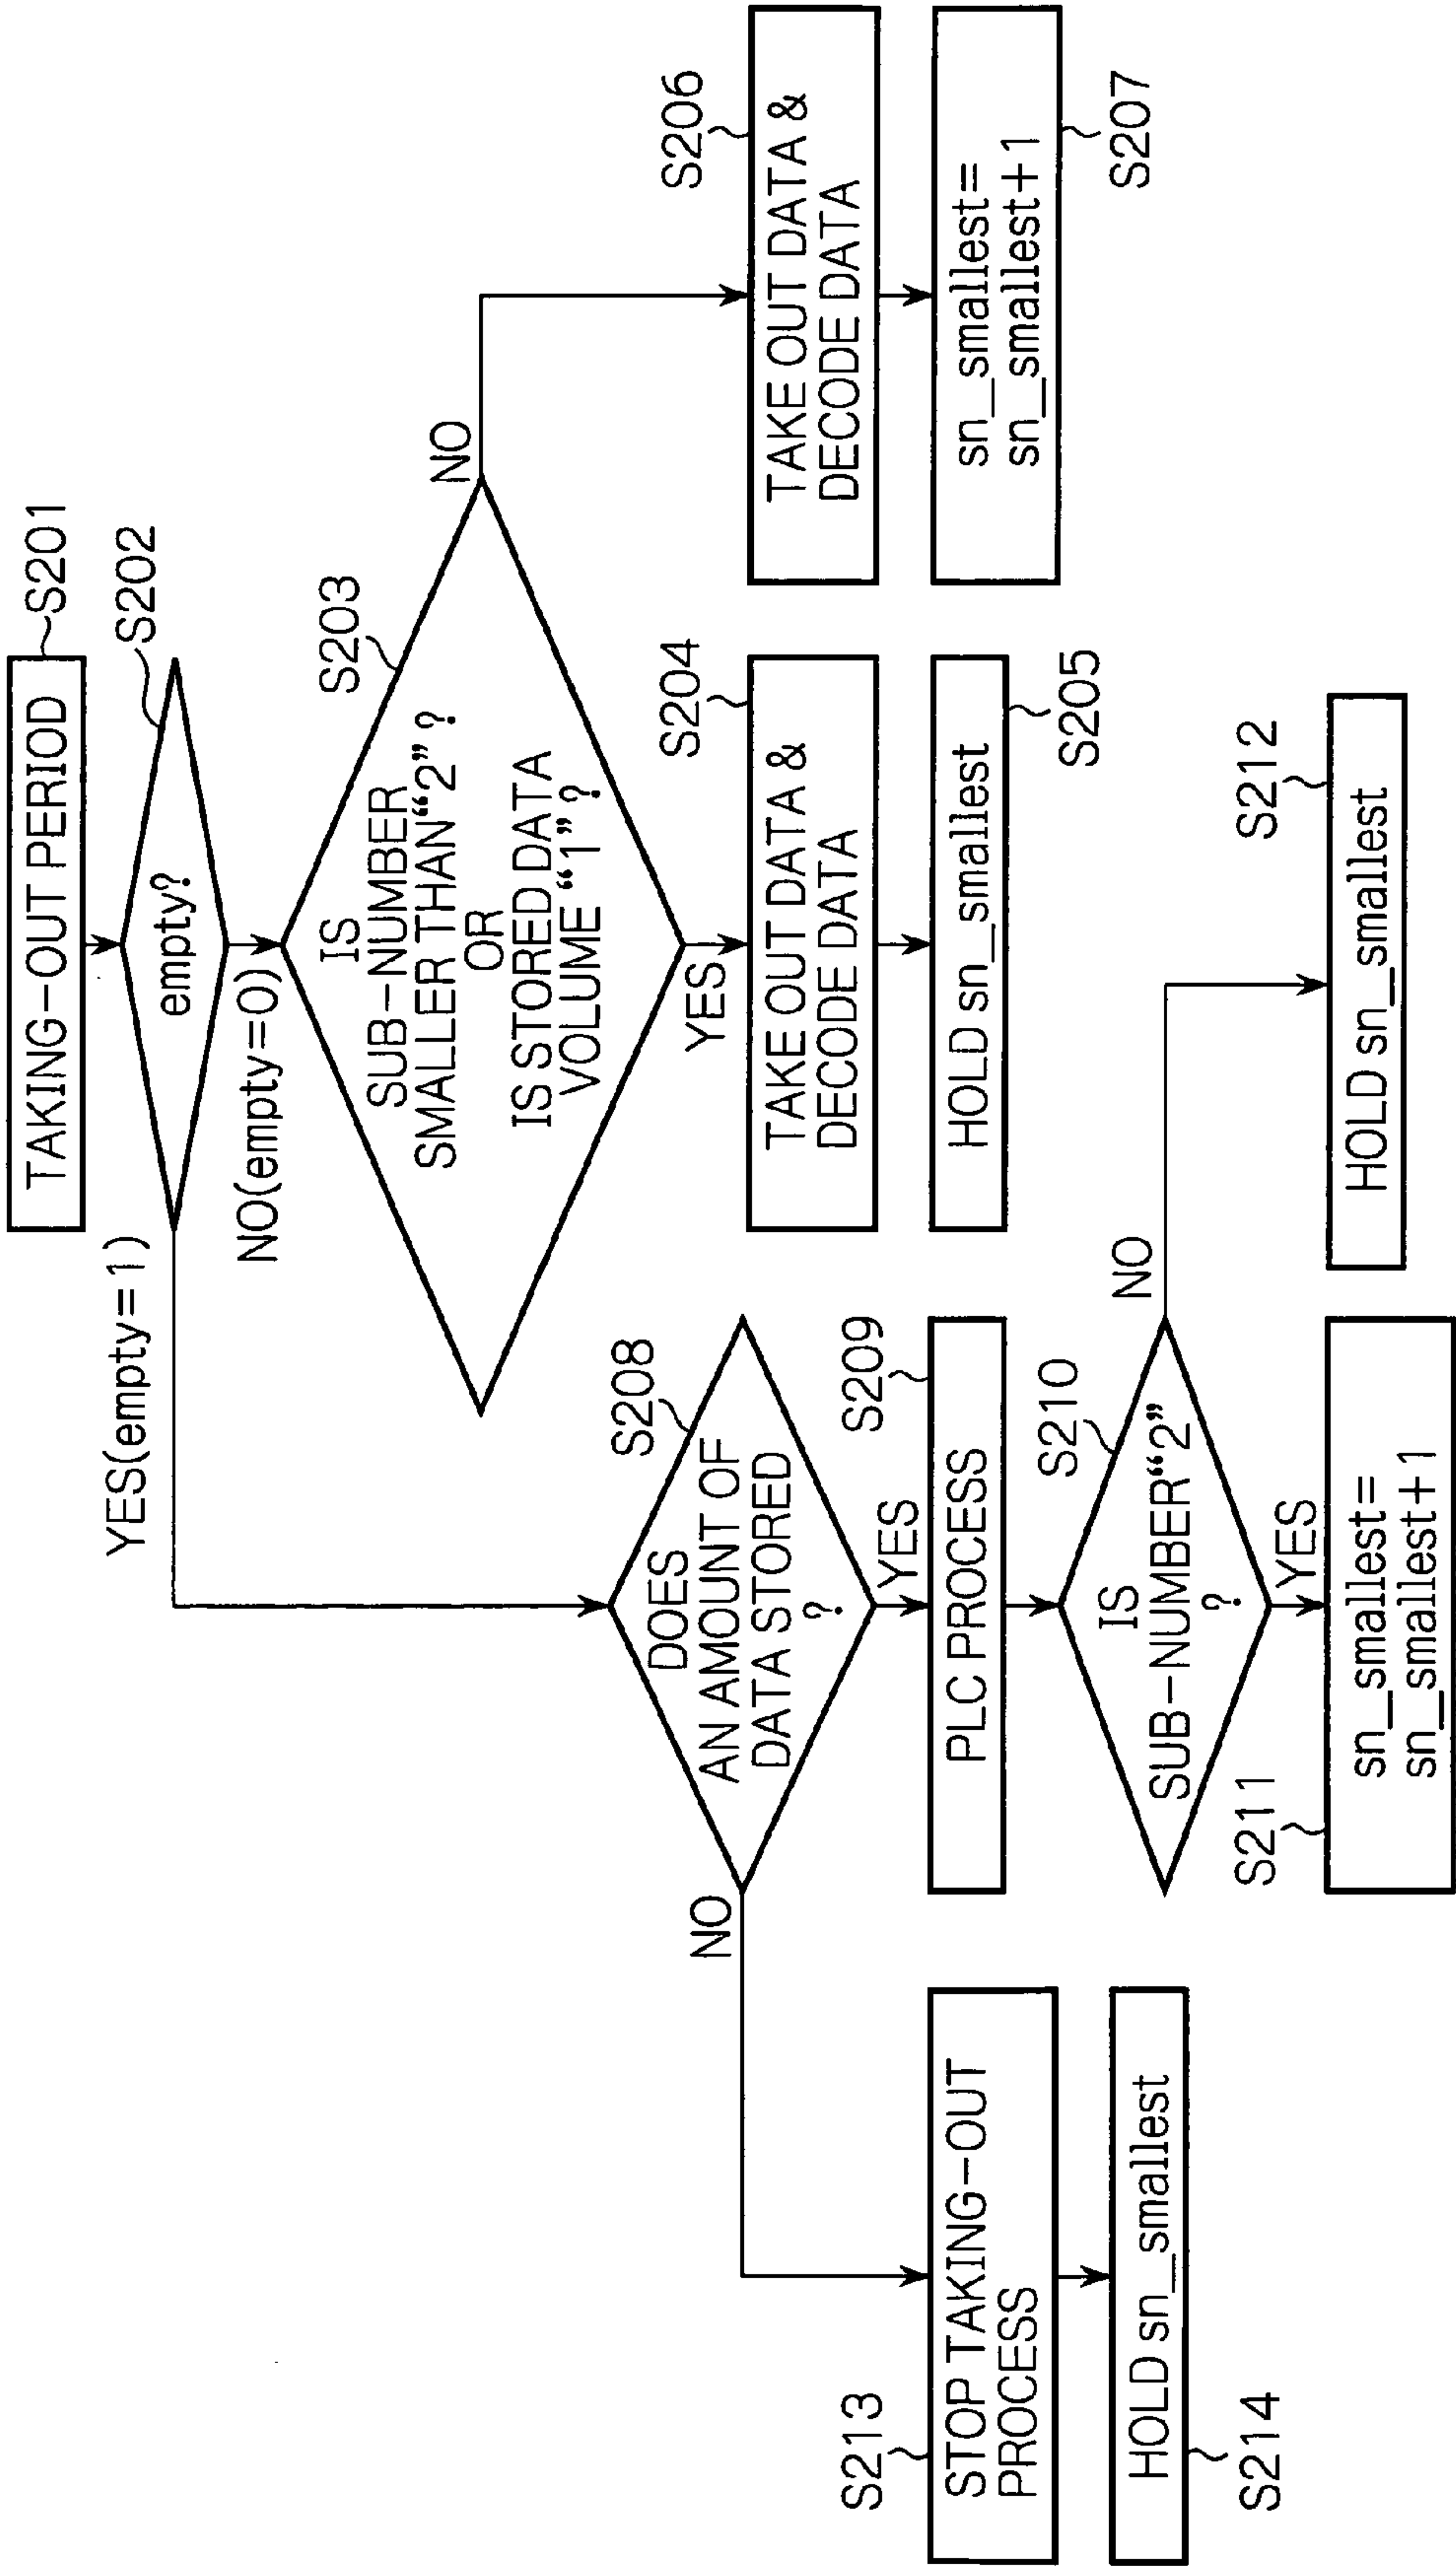 TAKING-OUT PERIOD
S201
S202
empty?
YES(empty=1)
NO(empty=0)
S203
IS
SUB-NUMBER
SMALLER THAN“2”?
OR
IS STORED DATA
VOLUME“1”?
NO
YES
S204
TAKE OUT DATA &
DECODE DATA
S205
HOLD sn_smallest
S206
TAKE OUT DATA &
DECODE DATA
S207
sn_smallest=
sn_smallest+1
S208
DOES
AN AMOUNT OF
DATA STORED
?
NO
YES
S209
PLC PROCESS
S210
IS
SUB-NUMBER“2”
?
NO
YES
S211
sn_smallest=
sn_smallest+1
S212
HOLD sn_smallest
S213
STOP TAKING-OUT
PROCESS
S214
HOLD sn_smallest